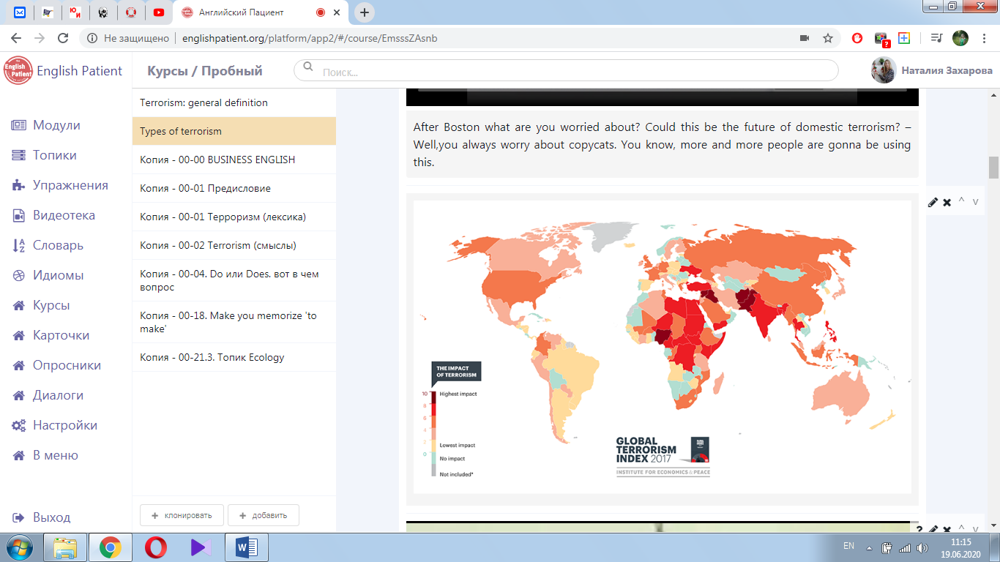 Английский Пациент
Не защищено
englishpatient.org/platform/app2/#/course/EmsssZAsnb
English Patient
English Patient
Курсы / Пробный
Поиск...
Наталия Захарова
Модули
Топики
Упражнения
Видеотека
Словарь
Идиомы
Курсы
Карточки
Опросники
Диалоги
Настройки
В меню
Выход
Terrorism: general definition
Types of terrorism
Копия - 00-00 BUSINESS ENGLISH
Копия - 00-01 Предисловие
Копия - 00-01 Терроризм (лексика)
Копия - 00-02 Terrorism (смыслы)
Копия - 00-04. Do или Does. вот в чем
вопрос
Копия - 00-18. Make you memorize 'to
make'
Копия - 00-21.3. Топик Ecology
+ клонировать
+ добавить
After Boston what are you worried about? Could this be the future of domestic terrorism? –
Well,you always worry about copycats. You know, more and more people are gonna be using
this.
THE IMPACT
OF TERRORISM
10 Highest impact
8
6
4
2 Lowest impact
0 No impact
Not included*
GLOBAL
TERRORISM
INDEX 2017
INSTITUTE FOR ECONOMICS & PEACE
EN
11:15
19.06.2020